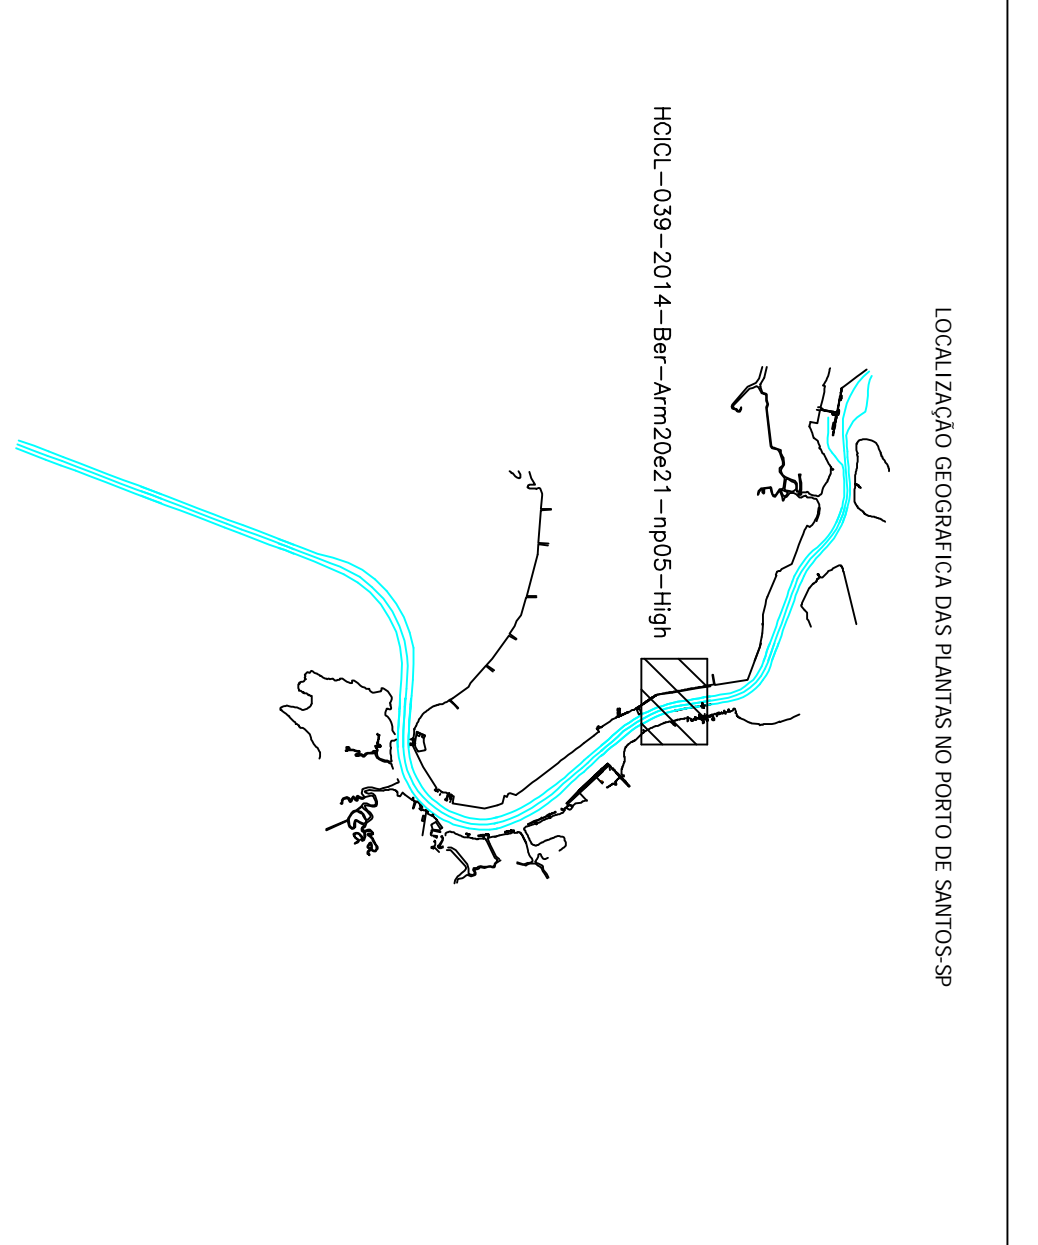 LOCALIZAÇÃO GEOGRAFICA DAS PLANTAS NO PORTO DE SANTOS-SP
HCICL-039-2014-Ber-Arm20e21-np05-High